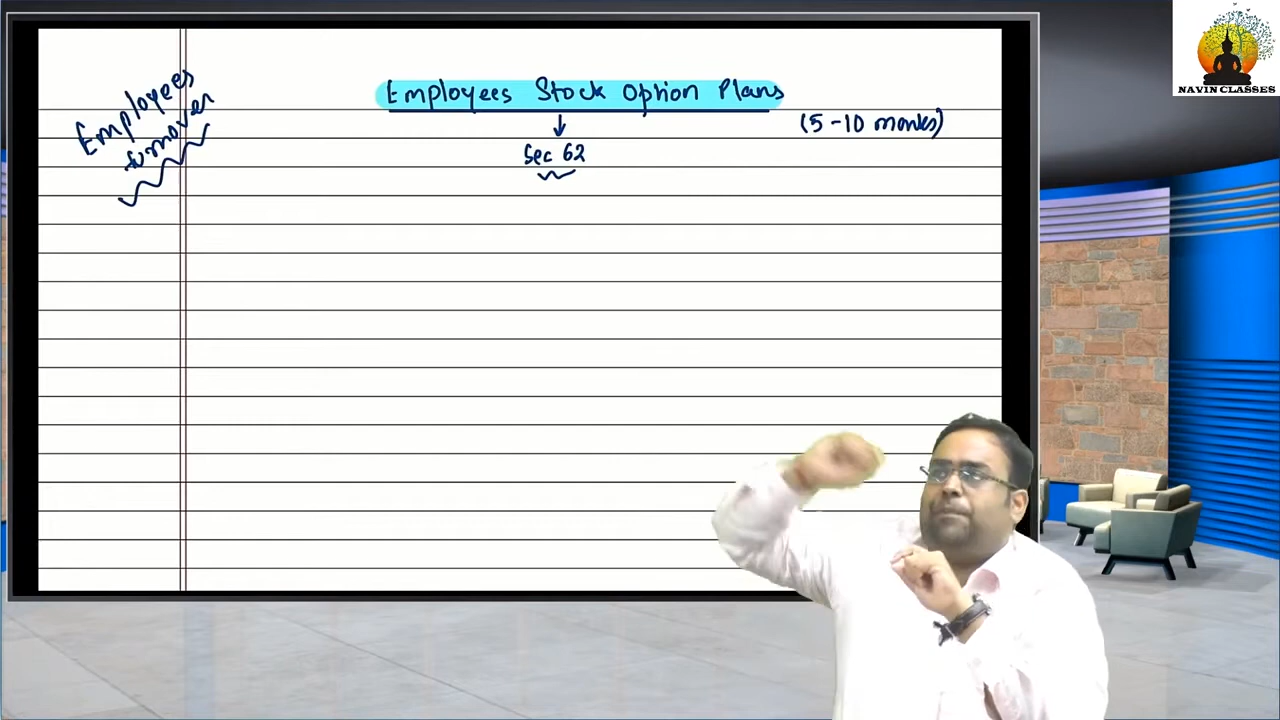 Employees Stock Option Plans
(5-10 marks)
Sec 62
Employees
turnover
NAVIN CLASSES